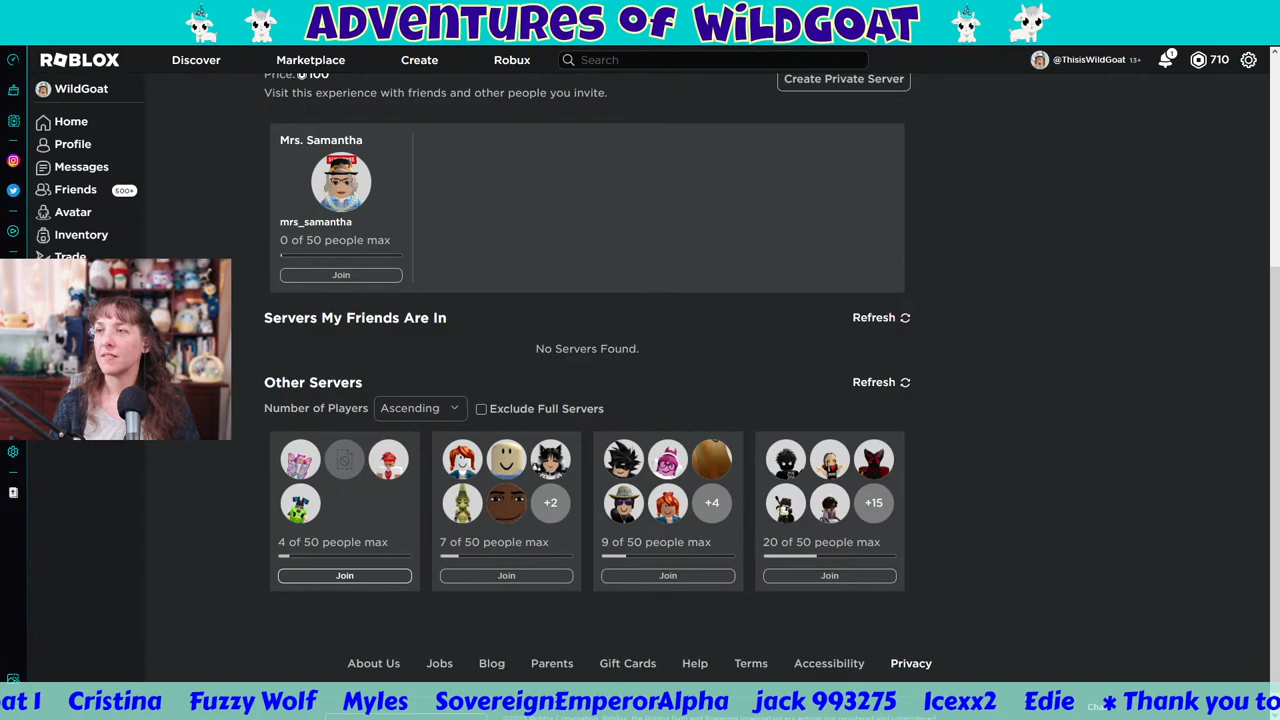 ADVENTURES OF WILDGOAT
ROBLOX Discover Marketplace Create Robux Search @ThisisWildGoat 13+ 1 710
WildGoat
Home
Profile
Messages
Friends 500+
Avatar
Inventory
Trade
Price: 100
Create Private Server
Visit this experience with friends and other people you invite.
Mrs. Samantha
mrs_samantha
0 of 50 people max
Join
Servers My Friends Are In Refresh
No Servers Found.
Other Servers Refresh
Number of Players Ascending Exclude Full Servers
+2 +4 +15
4 of 50 people max 7 of 50 people max 9 of 50 people max 20 of 50 people max
Join Join Join Join
About Us Jobs Blog Parents Gift Cards Help Terms Accessibility Privacy
at 1 Cristina Fuzzy Wolf Myles SovereignEmperorAlpha jack 993275 Icexx2 Edie * Thank you to